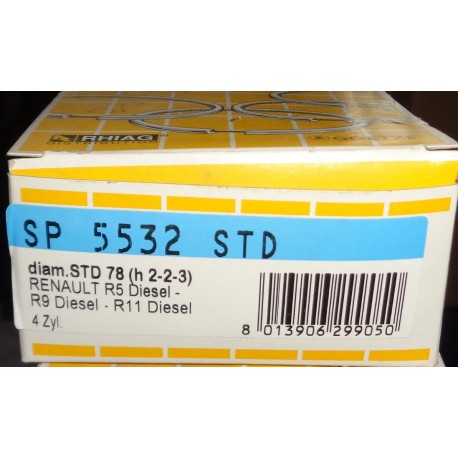 RHIAG
SP 5532 STD
diam.STD 78 (h 2-2-3)
RENAULT R5 Diesel -
R9 Diesel - R11 Diesel
4 Zyl.
8 013906 299050